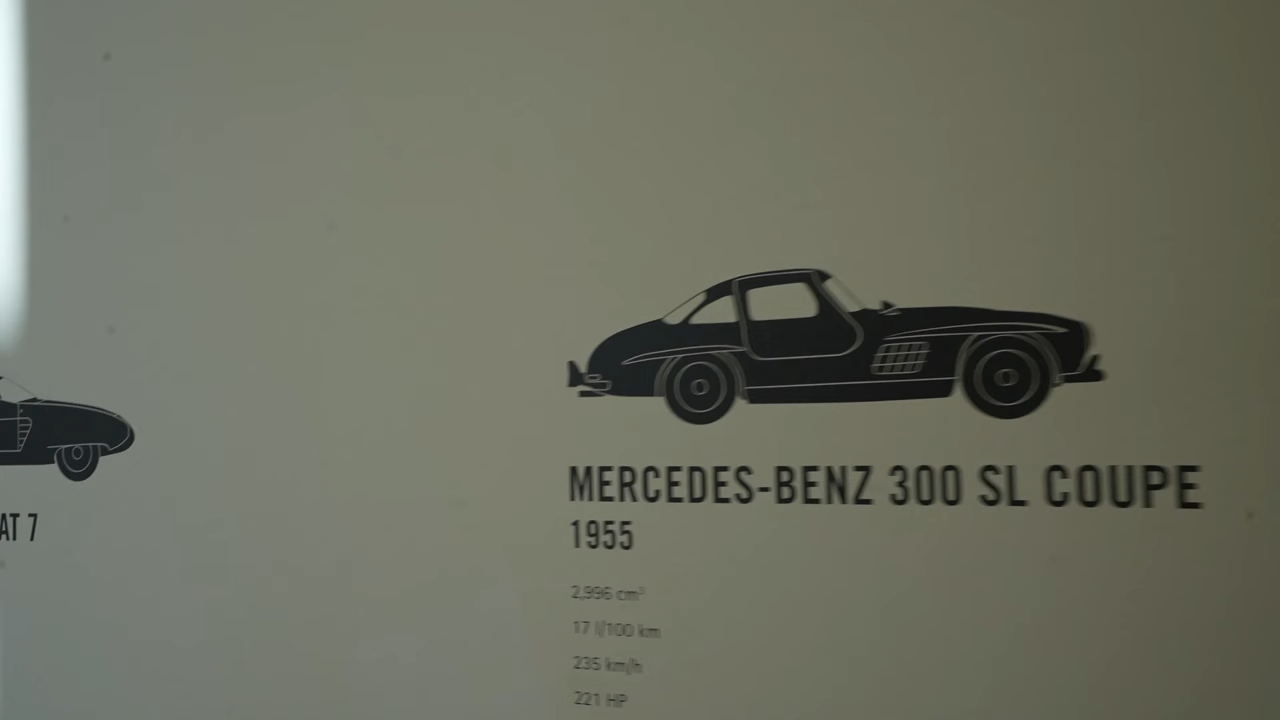 AT 7
MERCEDES-BENZ 300 SL COUPE
1955
2,996 cm³
17 l/100 km
235 km/h
221 HP